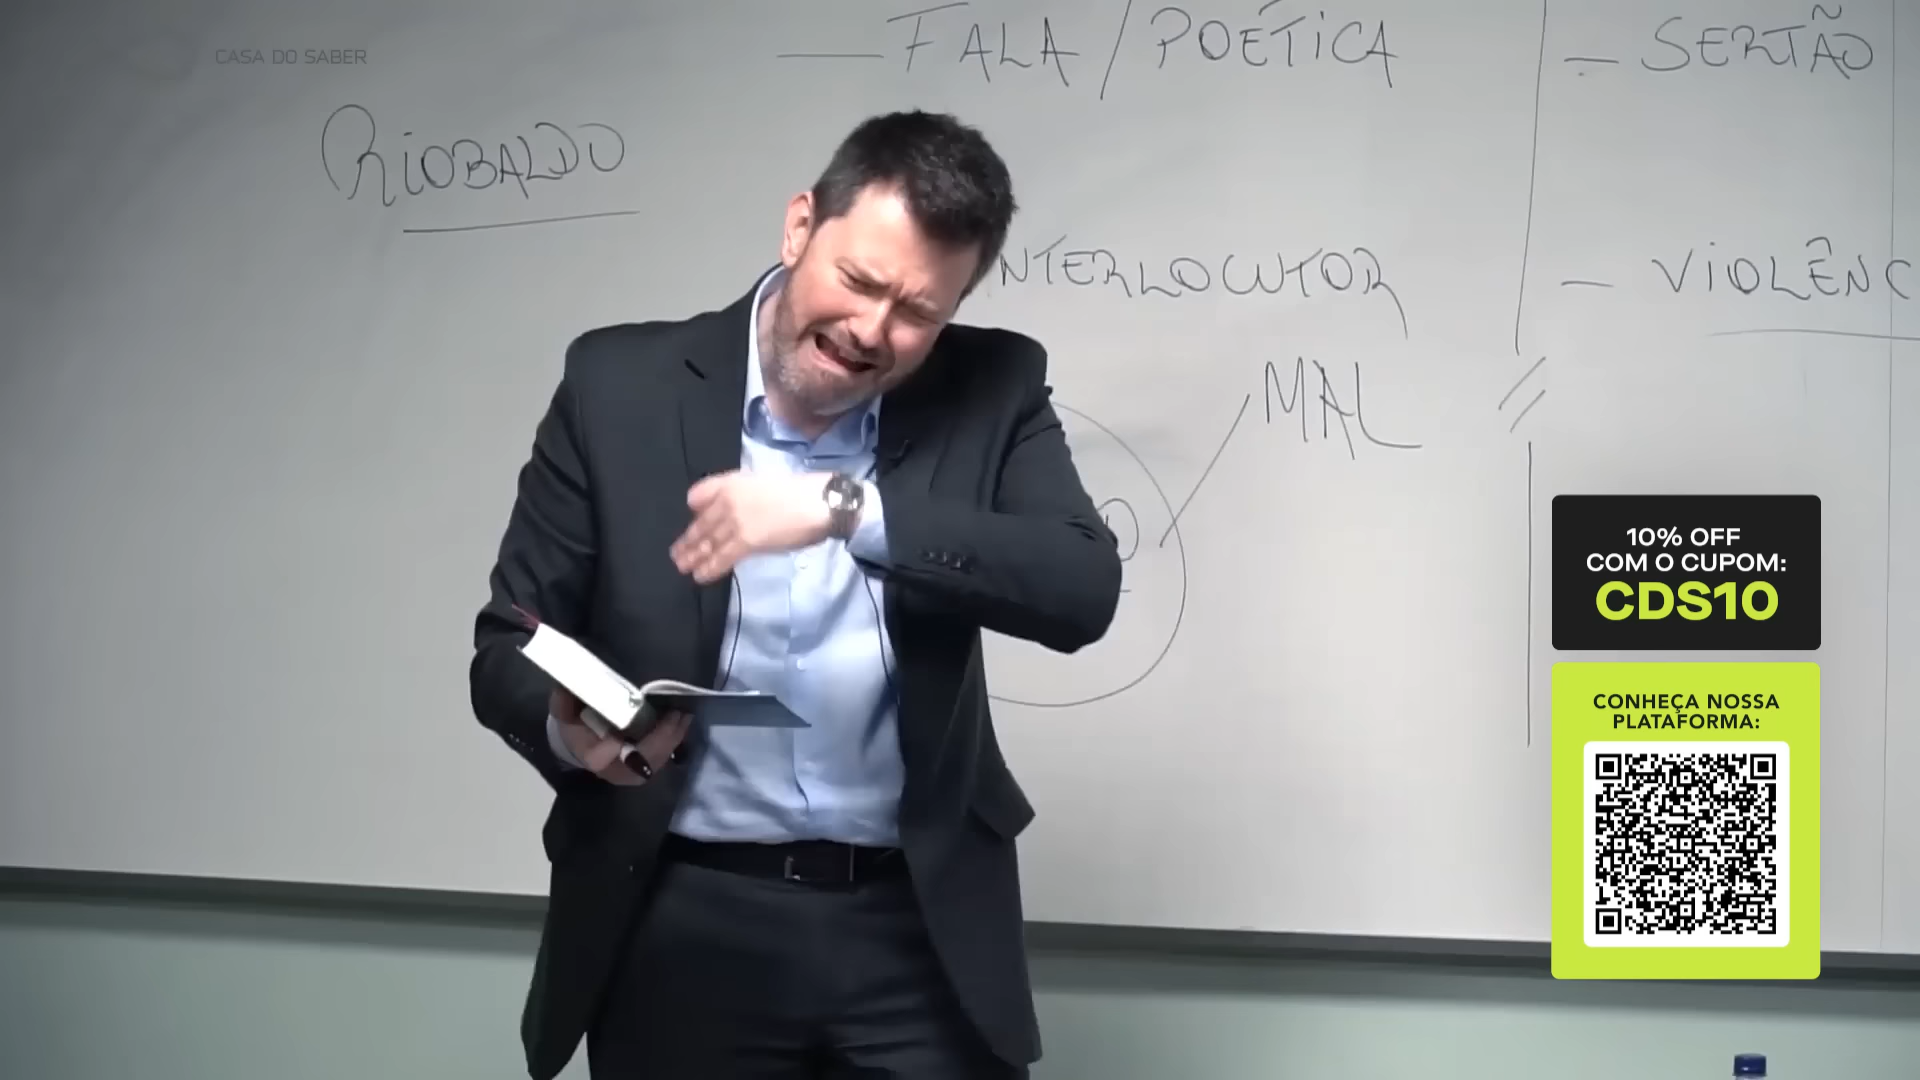 CASA DO SABER
— FALA / POÉTICA
— SERTÃO
RIOBALDO
NTERLOCUTOR
— VIOLÊNC
MAL
10% OFF
COM O CUPOM:
CDS10
CONHEÇA NOSSA
PLATAFORMA: